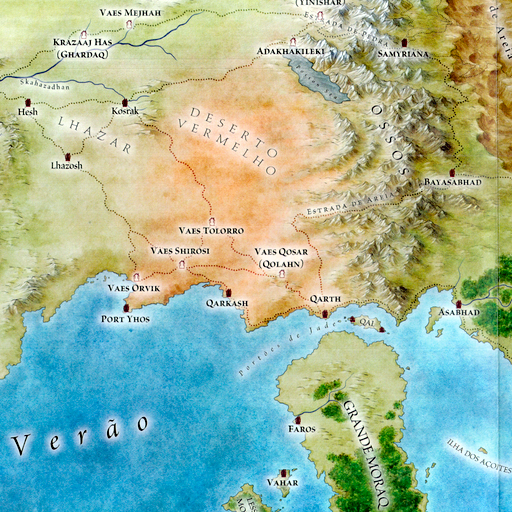 (YINISHAR)
VAES MEJHAH
KRAZAAJ HAS
(GHARDAQ)
ADAKHAKILEKI
SAMYRIANA
Skahazadhan
Hesh
Kosrak
LHAZAR
DESERTO
VERMELHO
OSSOS
Lhazosh
BAYASABHAD
ESTRADA DE AREIA
VAES TOLORRO
VAES SHIROSI
VAES QOSAR
(QOLAHN)
VAES ORVIK
PORT YHOS
QARKASH
QARTH
QAL
ASABHAD
Portões de Jade
Verão
FAROS
GRANDE MORAQ
ILHA DOS AÇOITES
VAHAR